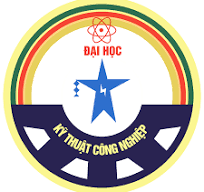 ĐẠI HỌC
KỸ THUẬT CÔNG NGHIỆP